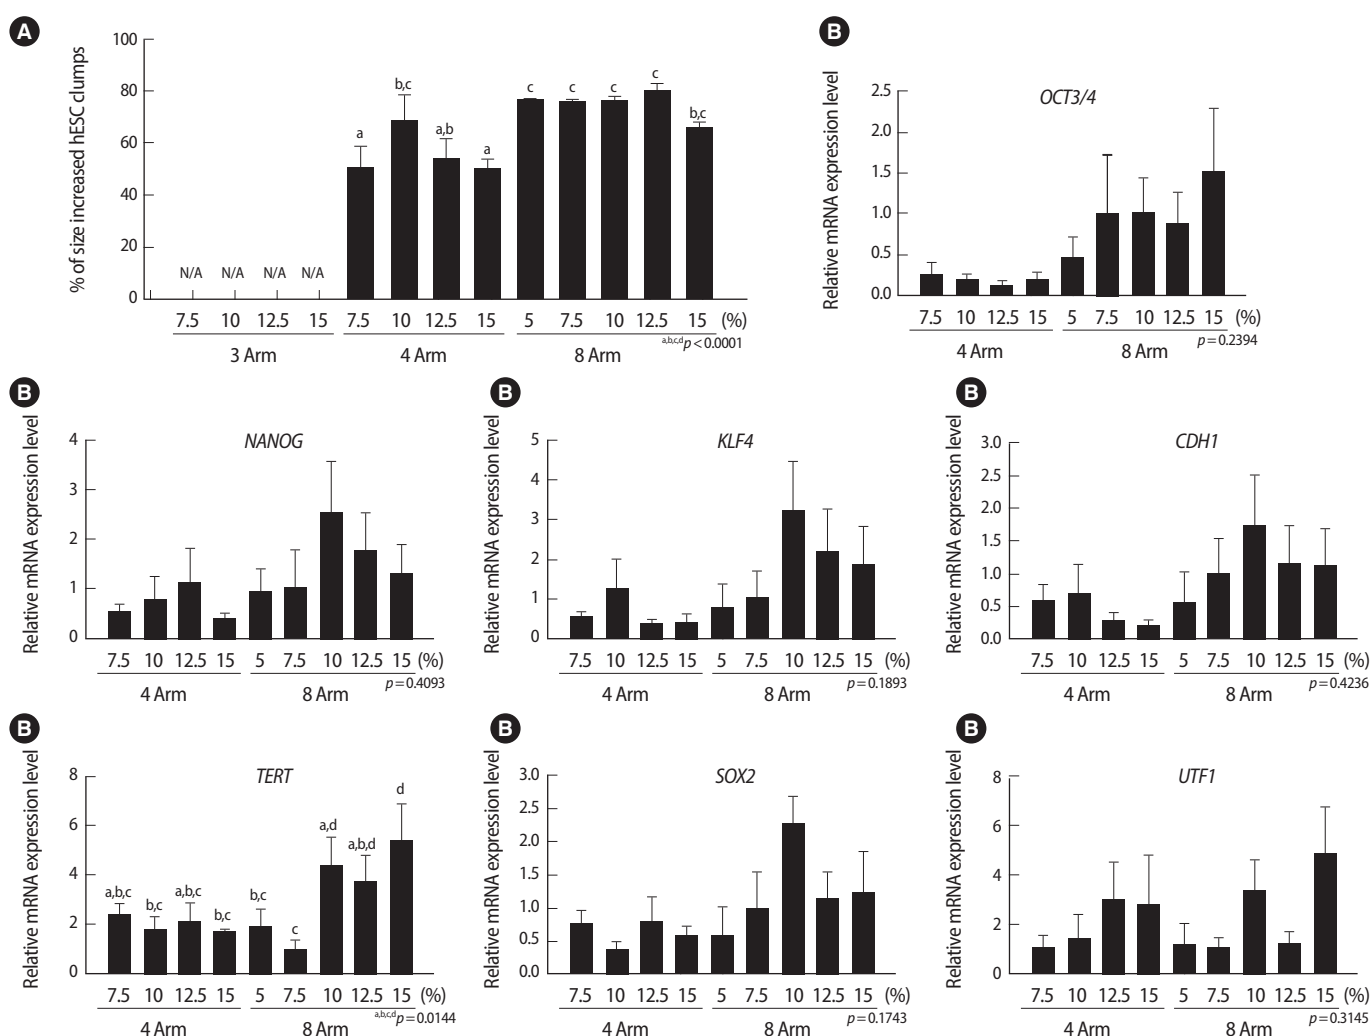 A
% of size increased hESC clumps
100
80
60
40
20
0
N/A N/A N/A N/A
a b,c a,b a c c c c b,c
7.5 10 12.5 15 7.5 10 12.5 15 5 7.5 10 12.5 15 (%)
3 Arm 4 Arm 8 Arm
a,b,c,d p < 0.0001
B
Relative mRNA expression level
OCT3/4
2.5
2.0
1.5
1.0
0.5
0.0
7.5 10 12.5 15 5 7.5 10 12.5 15 (%)
4 Arm 8 Arm
p = 0.2394
B
Relative mRNA expression level
NANOG
4
3
2
1
0
7.5 10 12.5 15 5 7.5 10 12.5 15 (%)
4 Arm 8 Arm
p = 0.4093
B
Relative mRNA expression level
KLF4
5
4
3
2
1
0
7.5 10 12.5 15 5 7.5 10 12.5 15 (%)
4 Arm 8 Arm
p = 0.1893
B
Relative mRNA expression level
CDH1
3.0
2.5
2.0
1.5
1.0
0.5
0.0
7.5 10 12.5 15 5 7.5 10 12.5 15 (%)
4 Arm 8 Arm
p = 0.4236
B
Relative mRNA expression level
TERT
8
6
4
2
0
a,b,c b,c a,b,c b,c b,c c a,d a,b,d d
7.5 10 12.5 15 5 7.5 10 12.5 15 (%)
4 Arm 8 Arm
a,b,c,d p = 0.0144
B
Relative mRNA expression level
SOX2
3.0
2.5
2.0
1.5
1.0
0.5
0.0
7.5 10 12.5 15 5 7.5 10 12.5 15 (%)
4 Arm 8 Arm
p = 0.1743
B
Relative mRNA expression level
UTF1
8
6
4
2
0
7.5 10 12.5 15 5 7.5 10 12.5 15 (%)
4 Arm 8 Arm
p = 0.3145